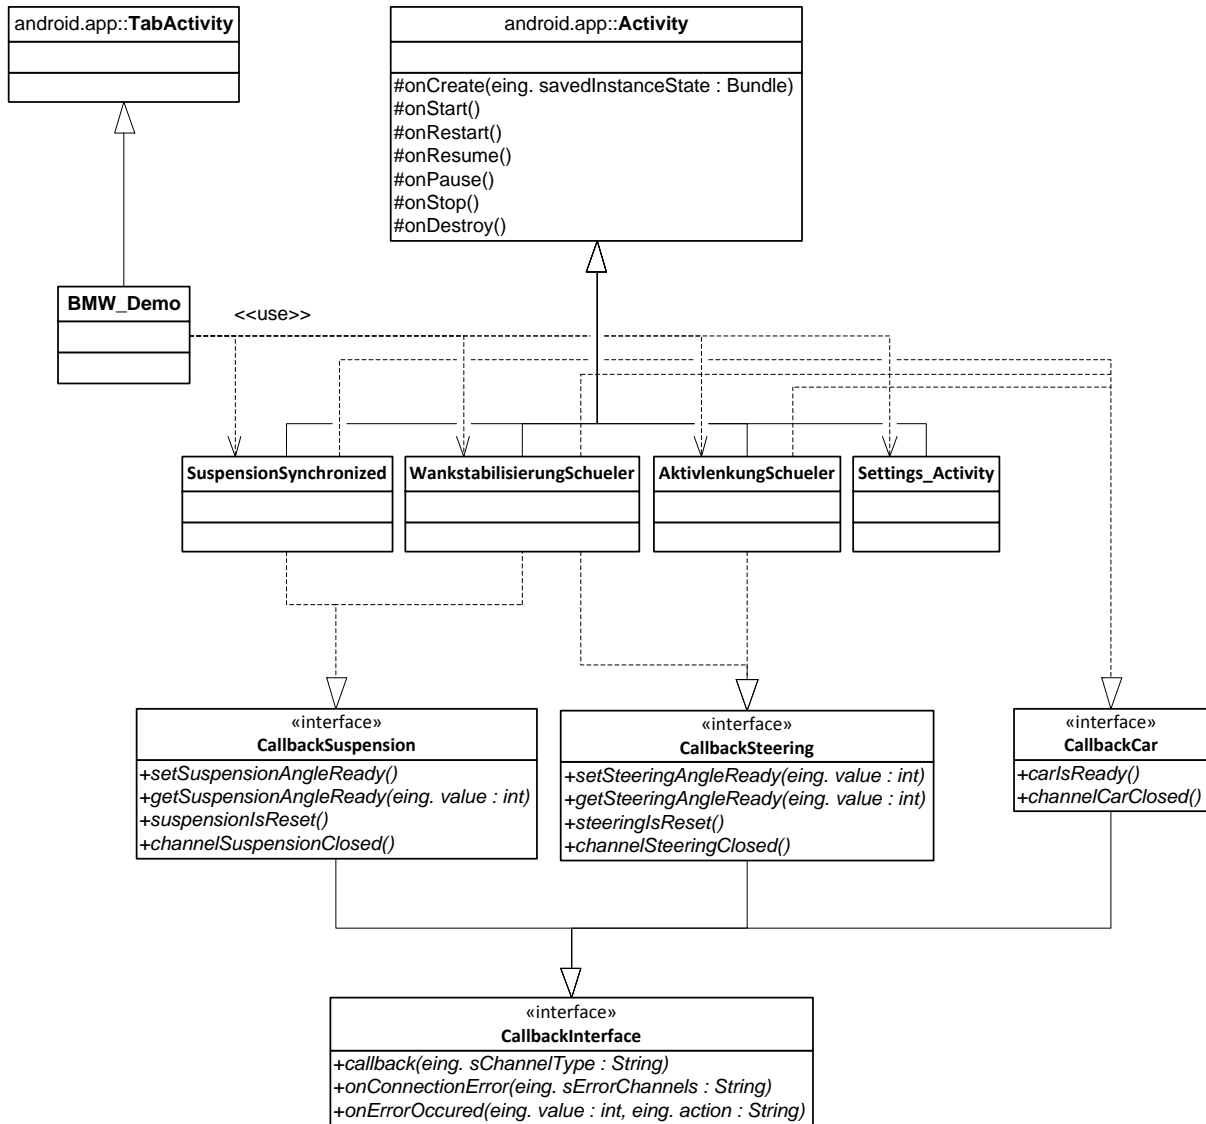 android.app::TabActivity
android.app::Activity
#onCreate(eing. savedInstanceState : Bundle)
#onStart()
#onRestart()
#onResume()
#onPause()
#onStop()
#onDestroy()
BMW_Demo
<<use>>
SuspensionSynchronized
WankstabilisierungSchueler
AktivlenkungSchueler
Settings_Activity
«interface»
CallbackSuspension
+setSuspensionAngleReady()
+getSuspensionAngleReady(eing. value : int)
+suspensionIsReset()
+channelSuspensionClosed()
«interface»
CallbackSteering
+setSteeringAngleReady(eing. value : int)
+getSteeringAngleReady(eing. value : int)
+steeringIsReset()
+channelSteeringClosed()
«interface»
CallbackCar
+carIsReady()
+channelCarClosed()
«interface»
CallbackInterface
+callback(eing. sChannelType : String)
+onConnectionError(eing. sErrorChannels : String)
+onErrorOccured(eing. value : int, eing. action : String)